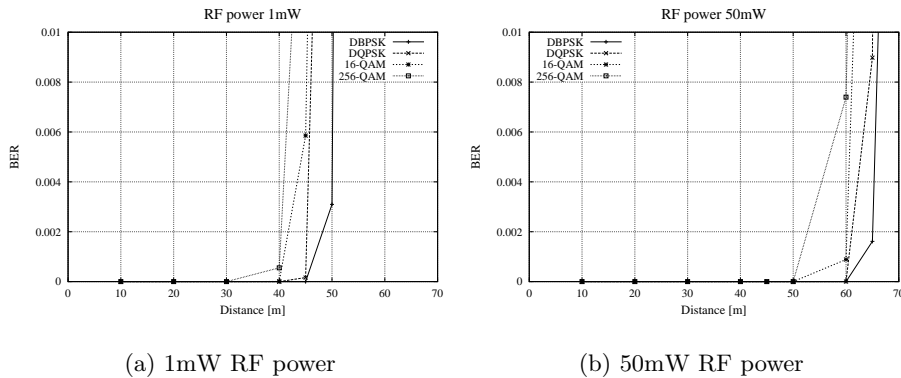 RF power 1mW
0.01
0.008
0.006
0.004
0.002
0
BER
DBPSK
DQPSK
16-QAM
256-QAM
0 10 20 30 40 50 60 70
Distance [m]
(a) 1mW RF power
RF power 50mW
0.01
0.008
0.006
0.004
0.002
0
BER
DBPSK
DQPSK
16-QAM
256-QAM
0 10 20 30 40 50 60 70
Distance [m]
(b) 50mW RF power